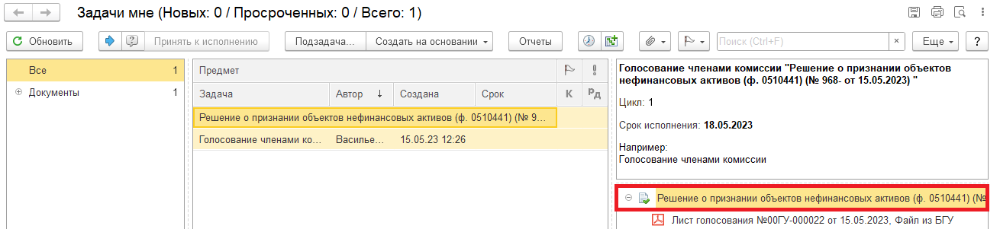 Задачи мне (Новых: 0 / Просроченных: 0 / Всего: 1)
Обновить Принять к исполнению Подзадача... Создать на основании Отчеты Поиск (Ctrl+F) × Еще ?
Все 1
Документы 1
Предмет
Задача Автор ↓ Создана Срок К Рд
Решение о признании объектов нефинансовых активов (ф. 0510441) (№ 9...
Голосование членами ко... Василье... 15.05.23 12:26
Голосование членами комиссии "Решение о признании объектов
нефинансовых активов (ф. 0510441) (№ 968- от 15.05.2023) "
Цикл: 1
Срок исполнения: 18.05.2023
Например:
Голосование членами комиссии
Решение о признании объектов нефинансовых активов (ф. 0510441) (№
Лист голосования №00ГУ-000022 от 15.05.2023, Файл из БГУ